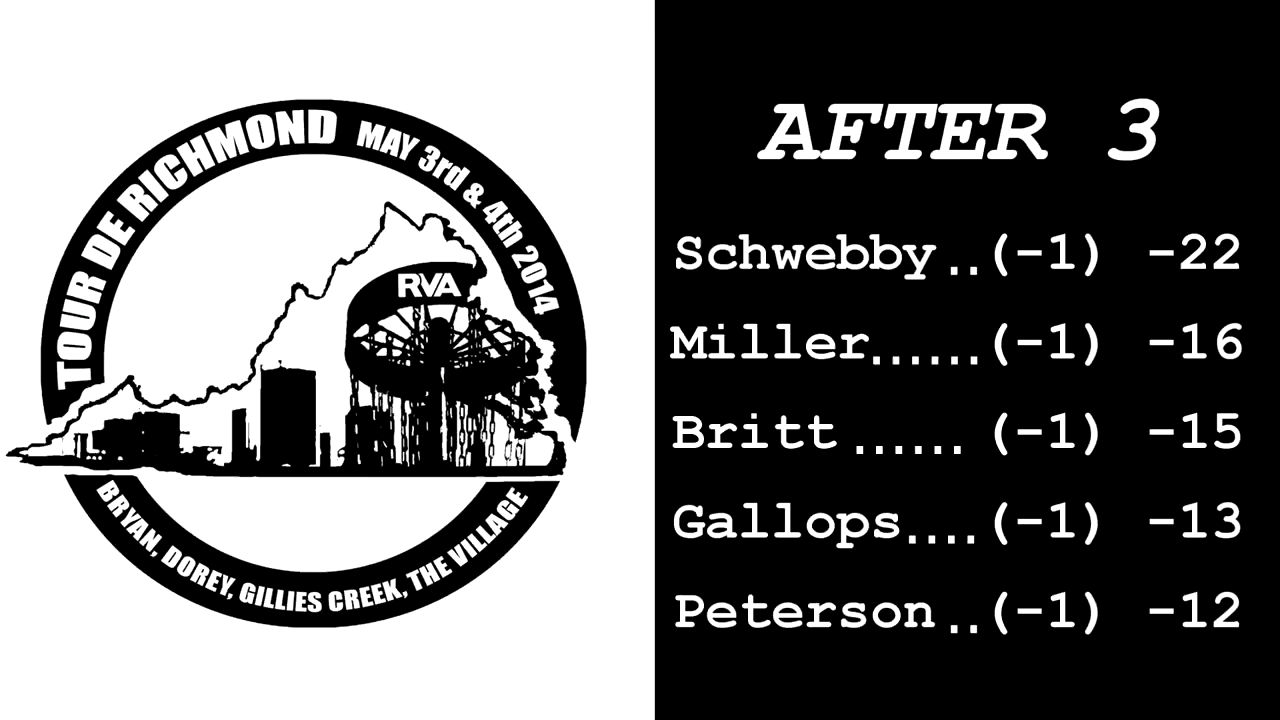 TOUR DE RICHMOND MAY 3rd & 4th 2014
RVA
BRYAN, DOREY, GILLIES CREEK, THE VILLAGE
AFTER 3
Schwebby..(-1) -22
Miller......(-1) -16
Britt ......(-1) -15
Gallops....(-1) -13
Peterson..(-1) -12